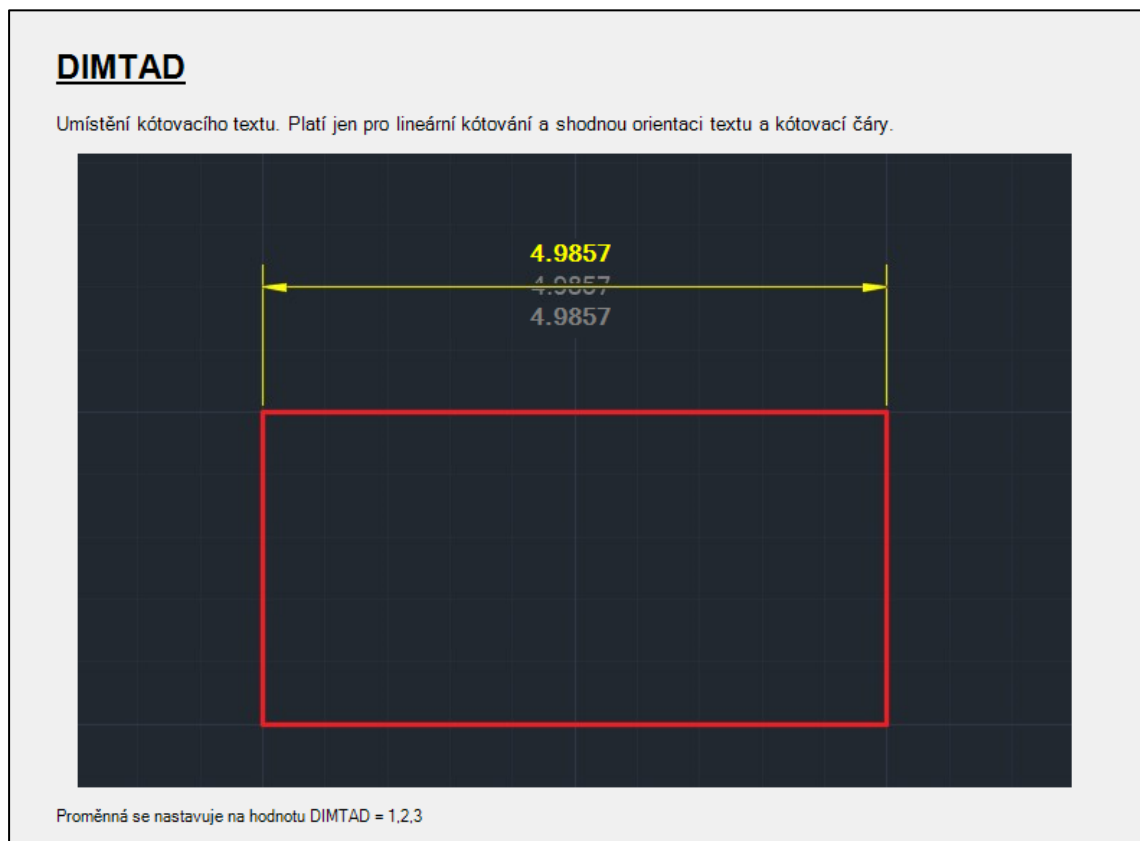 DIMTAD
Umístění kótovacího textu. Platí jen pro lineární kótování a shodnou orientaci textu a kótovací čáry.
4.9857
4.9857
4.9857
Proměnná se nastavuje na hodnotu DIMTAD = 1,2,3